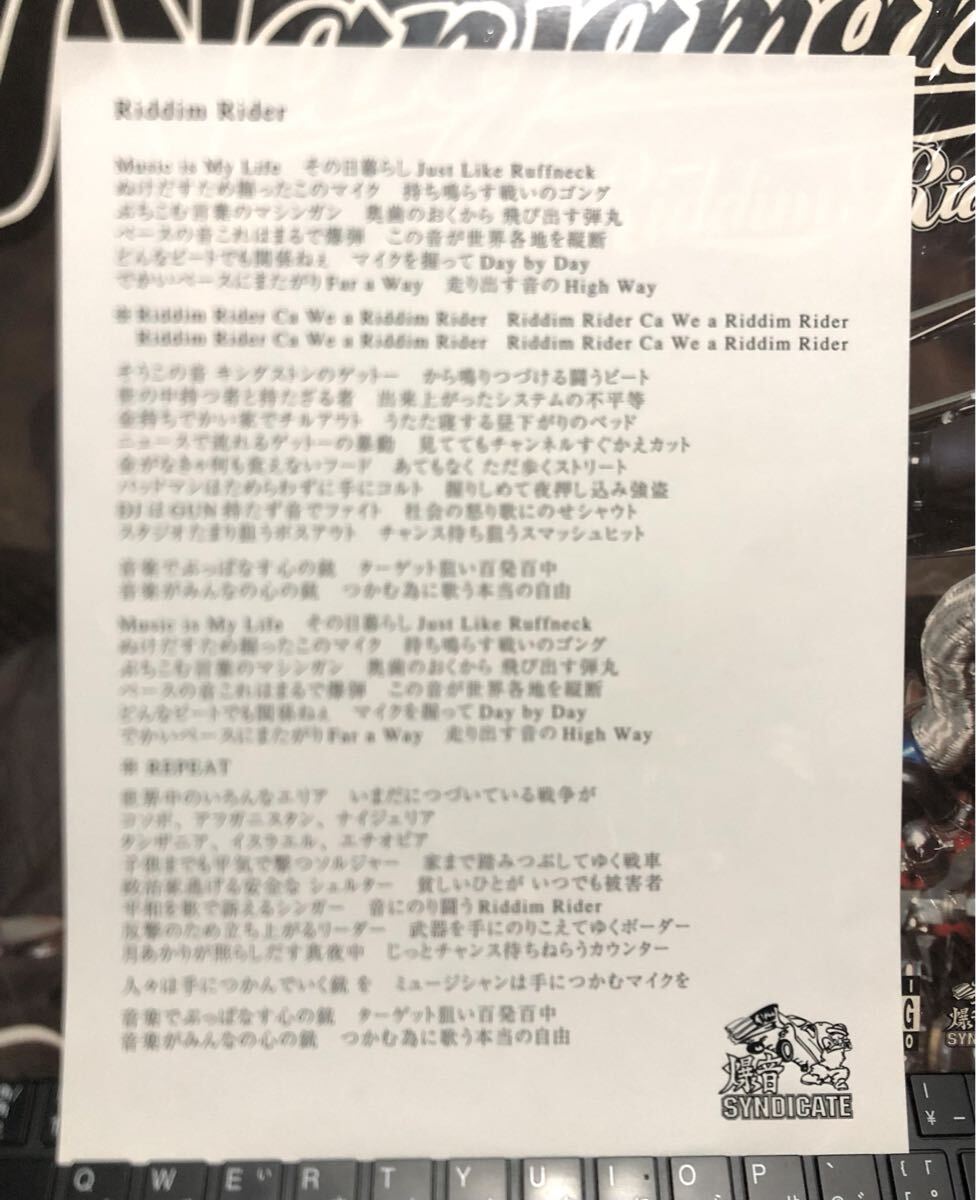 Riddim Rider
Music is My Life その日暮らし Just Like Ruffneck
ぬけだすため握ったこのマイク 持ち鳴らす戦いのゴング
ぶちこむ言葉のマシンガン 奥歯のおくから 飛び出す弾丸
ベースの音これはまるで爆弾 この音が世界各地を縦断
どんなビートでも関係ねぇ マイクを握って Day by Day
でかいベースにまたがり Far a Way 走り出す音の High Way
※ Riddim Rider Ca We a Riddim Rider Riddim Rider Ca We a Riddim Rider
Riddim Rider Ca We a Riddim Rider Riddim Rider Ca We a Riddim Rider
そうこの音 キングストンのゲットー から鳴りつづける闘うビート
世の中持つ者と持たざる者 出来上がったシステムの不平等
金持ちでかい家でチルアウト うたた寝する昼下がりのベッド
ニュースで流れるゲットーの暴動 見ててもチャンネルすぐかえカット
金がなきゃ何も食えないフード あてもなく ただ歩くストリート
バッドマンはためらわずに手にコルト 握りしめて夜押し込み強盗
DJ は GUN 持たず音でファイト 社会の怒り歌にのせシャウト
スタジオたまり狙うボスアウト チャンス待ち狙うスマッシュヒット
音楽でぶっぱなす心の銃 ターゲット狙い百発百中
音楽がみんなの心の銃 つかむ為に歌う本当の自由
Music is My Life その日暮らし Just Like Ruffneck
ぬけだすため握ったこのマイク 持ち鳴らす戦いのゴング
ぶちこむ言葉のマシンガン 奥歯のおくから 飛び出す弾丸
ベースの音これはまるで爆弾 この音が世界各地を縦断
どんなビートでも関係ねぇ マイクを握って Day by Day
でかいベースにまたがり Far a Way 走り出す音の High Way
※ REPEAT
世界中のいろんなエリア いまだにつづいている戦争が
コソボ、アフガニスタン、ナイジェリア
タンザニア、イスラエル、エチオピア
子供までも平気で撃つソルジャー 家まで踏みつぶしてゆく戦車
政治家逃げる安全な シェルター 貧しいひとが いつでも被害者
平和を歌で訴えるシンガー 音にのり闘う Riddim Rider
反撃のため立ち上がるリーダー 武器を手にのりこえてゆくボーダー
月あかりが照らしだす真夜中 じっとチャンス待ちねらうカウンター
人々は手につかんでいく銃 を ミュージシャンは手につかむマイクを
音楽でぶっぱなす心の銃 ターゲット狙い百発百中
音楽がみんなの心の銃 つかむ為に歌う本当の自由
爆音
SYNDICATE
Q W E い R T Y U I O P